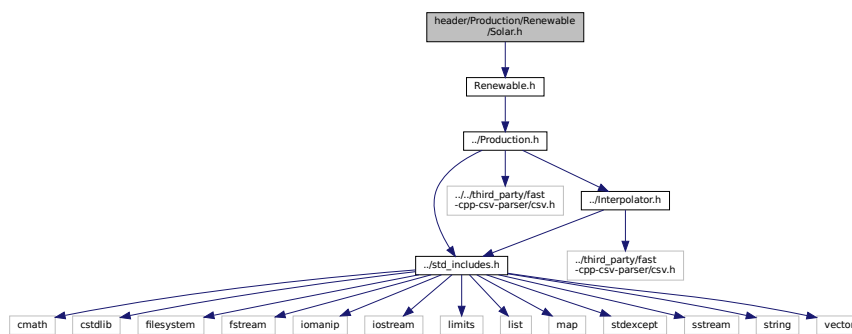 header/Production/Renewable
/Solar.h
Renewable.h
../Production.h
../../third_party/fast
-cpp-csv-parser/csv.h
../Interpolator.h
../third_party/fast
-cpp-csv-parser/csv.h
../std_includes.h
cmath
cstdlib
filesystem
fstream
iomanip
iostream
limits
list
map
stdexcept
sstream
string
vector